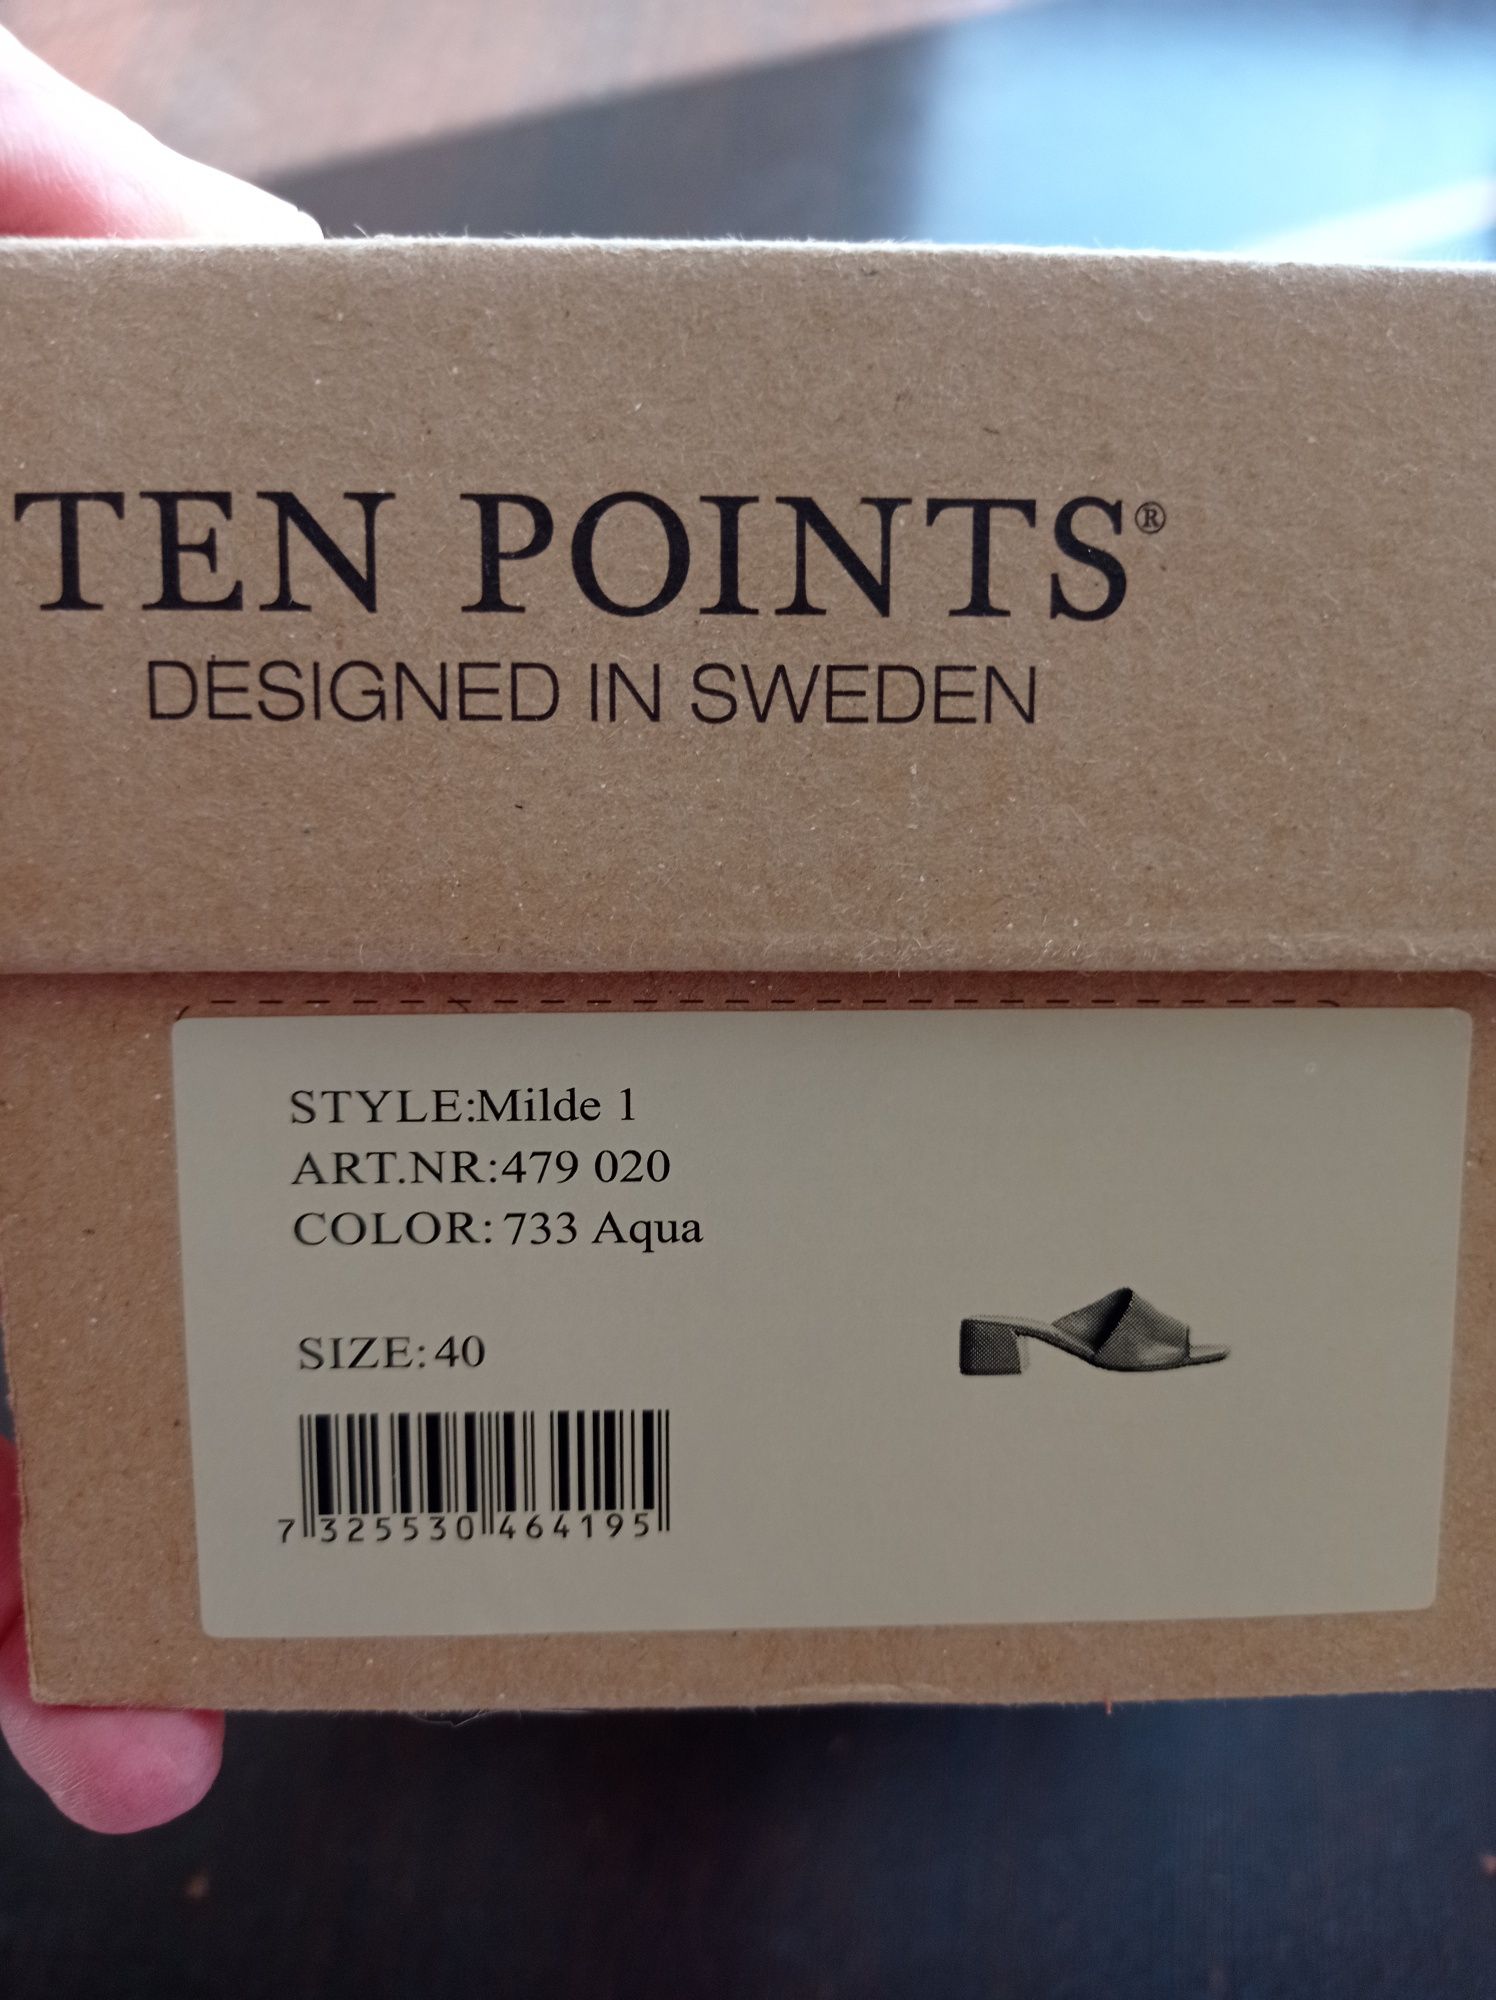 TEN POINTS®
DESIGNED IN SWEDEN
STYLE:Milde 1
ART.NR:479 020
COLOR: 733 Aqua
SIZE: 40
7 325530 464195